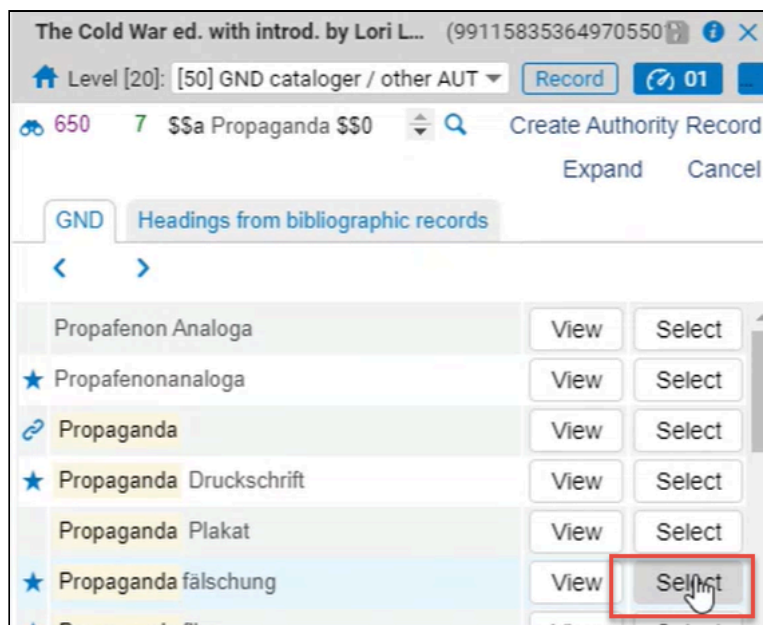 The Cold War ed. with introd. by Lori L... (99115835364970550
Level [20]: [50] GND cataloger / other AUT Record 01 ...
650 7 $$a Propaganda $$0 Create Authority Record
Expand Cancel
GND Headings from bibliographic records
Propafenon Analoga View Select
Propafenonanaloga View Select
Propaganda View Select
Propaganda Druckschrift View Select
Propaganda Plakat View Select
Propaganda fälschung View Select